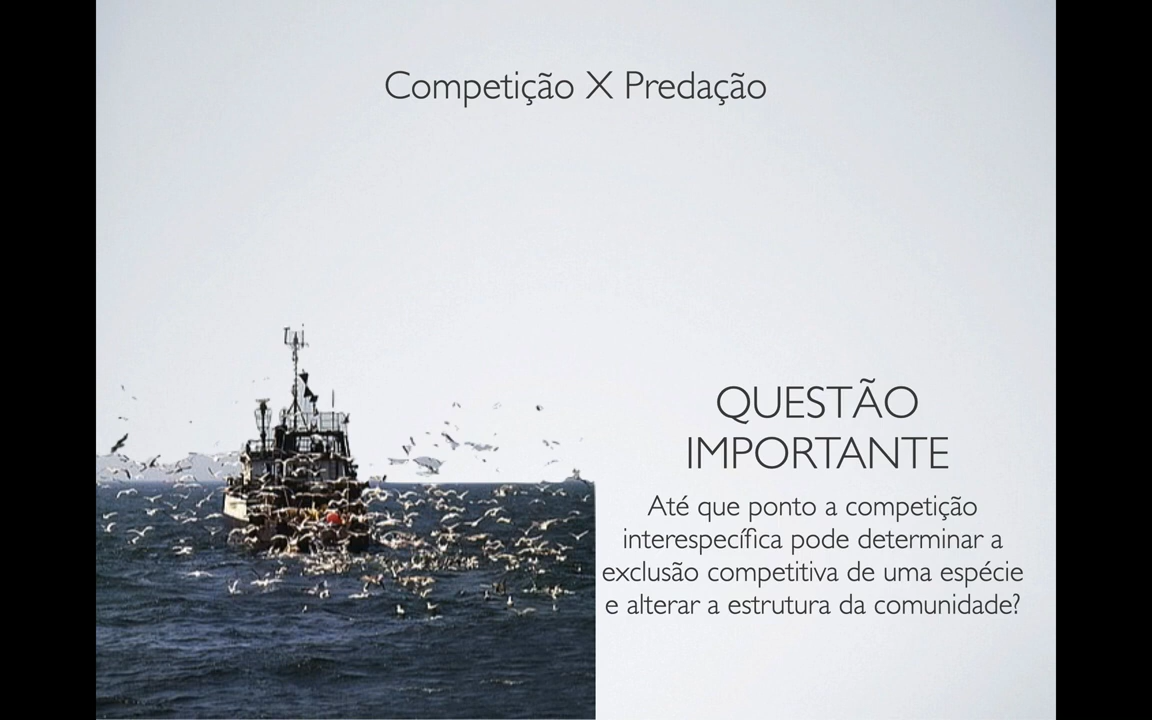 Competição X Predação
QUESTÃO
IMPORTANTE
Até que ponto a competição
interespecífica pode determinar a
exclusão competitiva de uma espécie
e alterar a estrutura da comunidade?